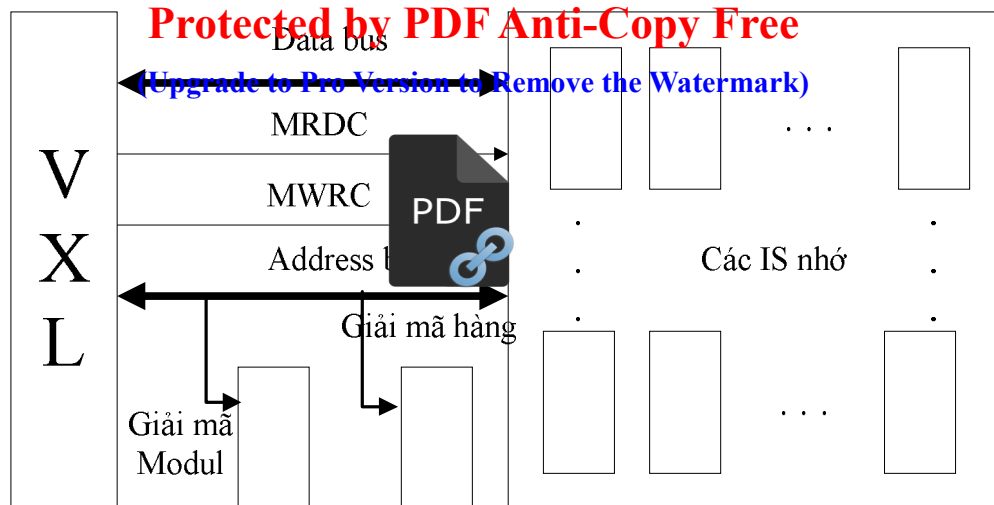 Protected by PDF Anti-Copy Free
Data bus
(Upgrade to Pro Version to Remove the Watermark)
MRDC
PDF
MWRC
Address
V
X
L
Các IS nhớ
Giải mã hàng
Giải mã
Modul